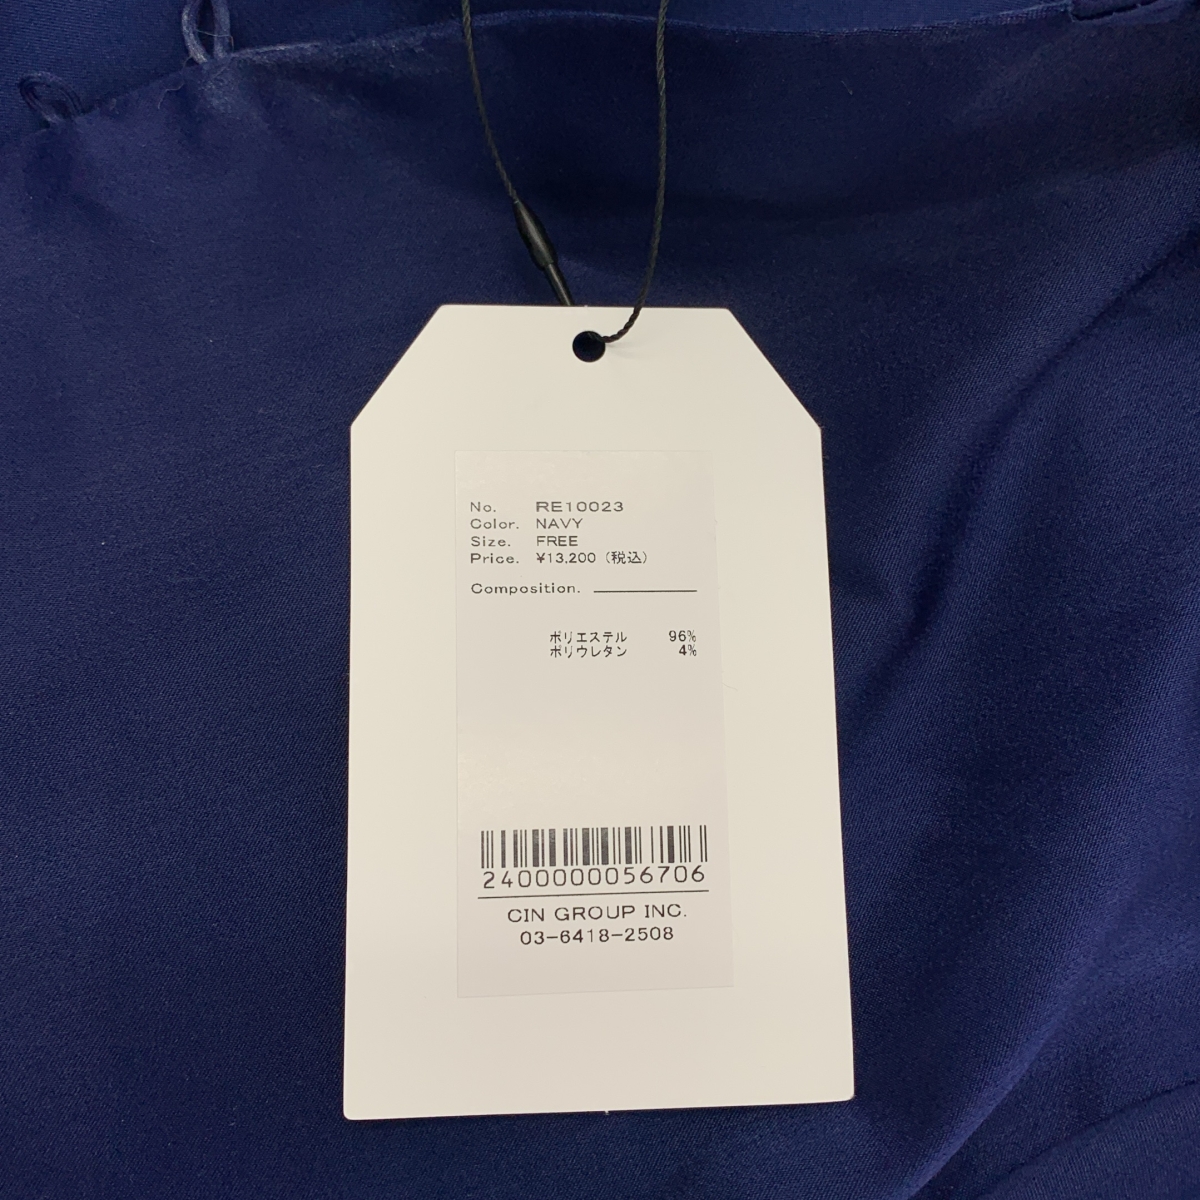 No. RE10023
Color. NAVY
Size. FREE
Price. ¥13,200 (税込)
Composition.
ポリエステル 96%
ポリウレタン 4%
2400000056706
CIN GROUP INC.
03-6418-2508